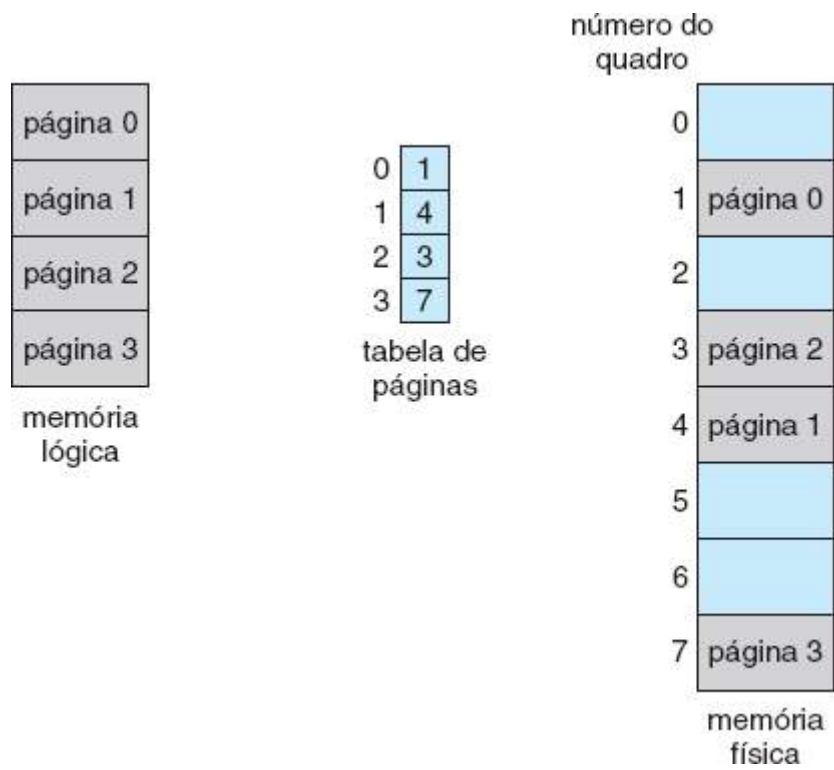 número do
quadro
página 0
página 1
página 2
página 3
memória
lógica
0 1
1 4
2 3
3 7
tabela de
páginas
0
1 página 0
2
3 página 2
4 página 1
5
6
7 página 3
memória
física